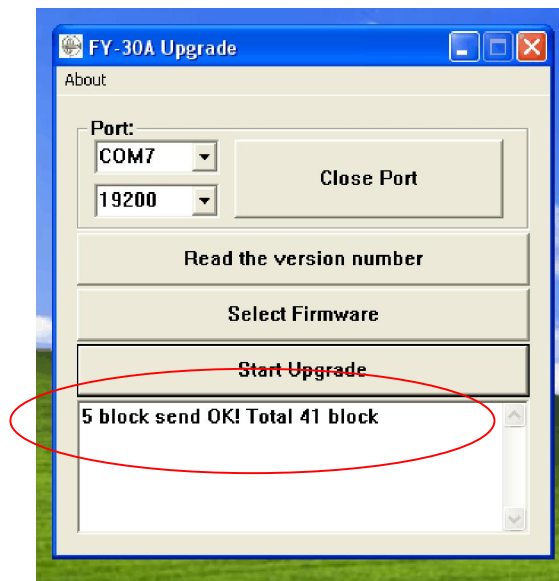 FY-30A Upgrade
About
Port:
COM7
Close Port
19200
Read the version number
Select Firmware
Start Upgrade
5 block send OK! Total 41 block